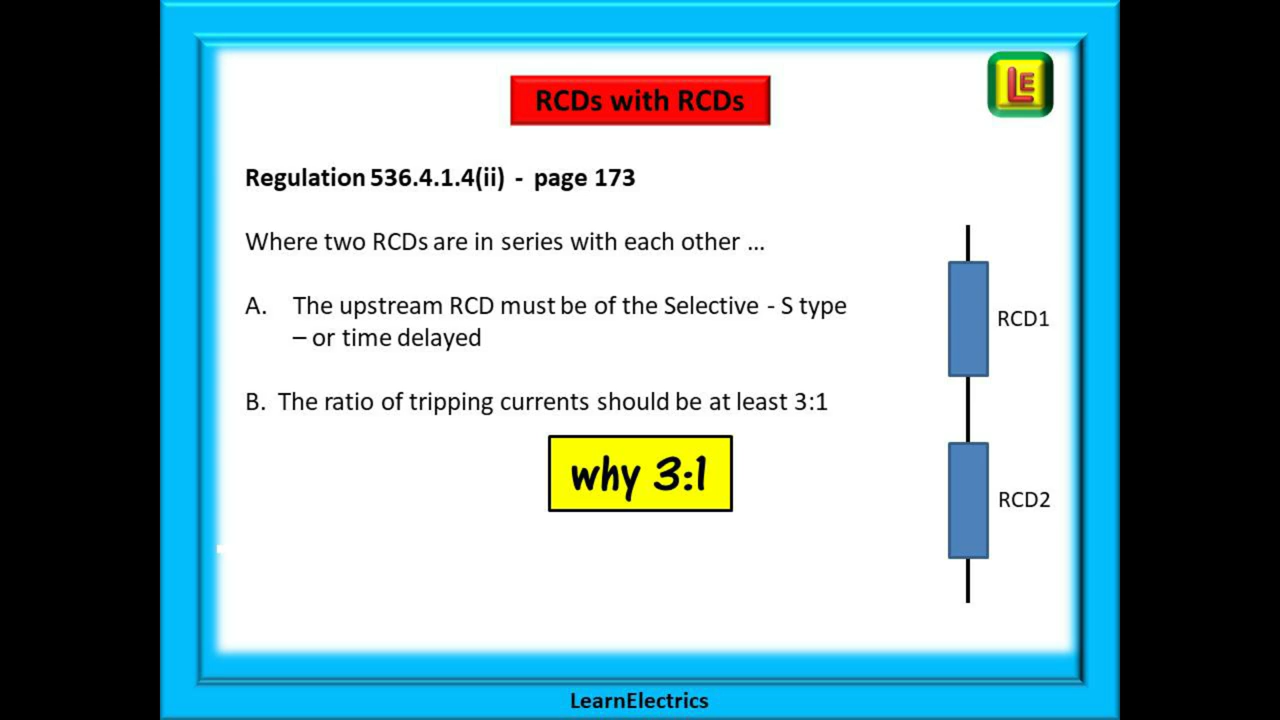 RCDs with RCDs
LE
Regulation 536.4.1.4(ii) - page 173
Where two RCDs are in series with each other ...
A. The upstream RCD must be of the Selective - S type
– or time delayed
RCD1
B. The ratio of tripping currents should be at least 3:1
why 3:1
RCD2
LearnElectrics